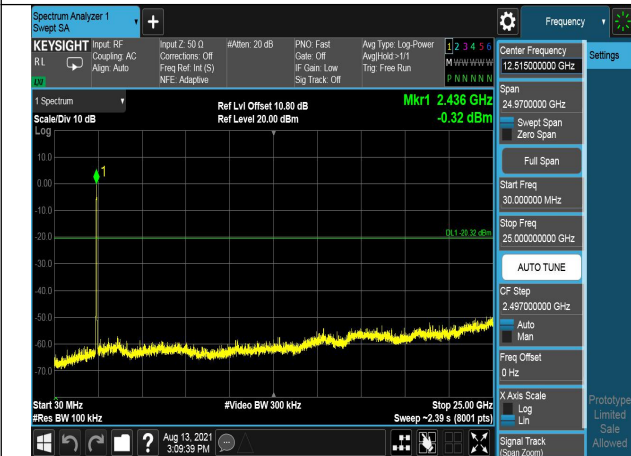 Spectrum Analyzer 1
Swept SA
+
Frequency
KEYSIGHT
RL
LXI
Input: RF
Coupling: AC
Align: Auto
Input Z: 50 Ω
Corrections: Off
Freq Ref: Int (S)
NFE: Adaptive
#Atten: 20 dB
PNO: Fast
Gate: Off
IF Gain: Low
Sig Track: Off
Avg Type: Log-Power
Avg|Hold:>1/1
Trig: Free Run
1 2 3 4 5 6
M W W W W W
P N N N N N
1 Spectrum
Scale/Div 10 dB
Log
Ref Lvl Offset 10.80 dB
Ref Level 20.00 dBm
Mkr1 2.436 GHz
-0.32 dBm
10.0
0.00
-10.0
-20.0
-30.0
-40.0
-50.0
-60.0
-70.0
1
DL1 -20.32 dBm
Start 30 MHz
#Res BW 100 kHz
#Video BW 300 kHz
Stop 25.00 GHz
Sweep ~2.39 s (8001 pts)
Center Frequency
12.515000000 GHz
Span
24.9700000 GHz
Swept Span
Zero Span
Full Span
Start Freq
30.000000 MHz
Stop Freq
25.000000000 GHz
AUTO TUNE
CF Step
2.497000000 GHz
Auto
Man
Freq Offset
0 Hz
X Axis Scale
Log
Lin
Signal Track
(Span Zoom)
Settings
Prototype
Limited
Sale
Allowed
?
Aug 13, 2021
3:09:39 PM